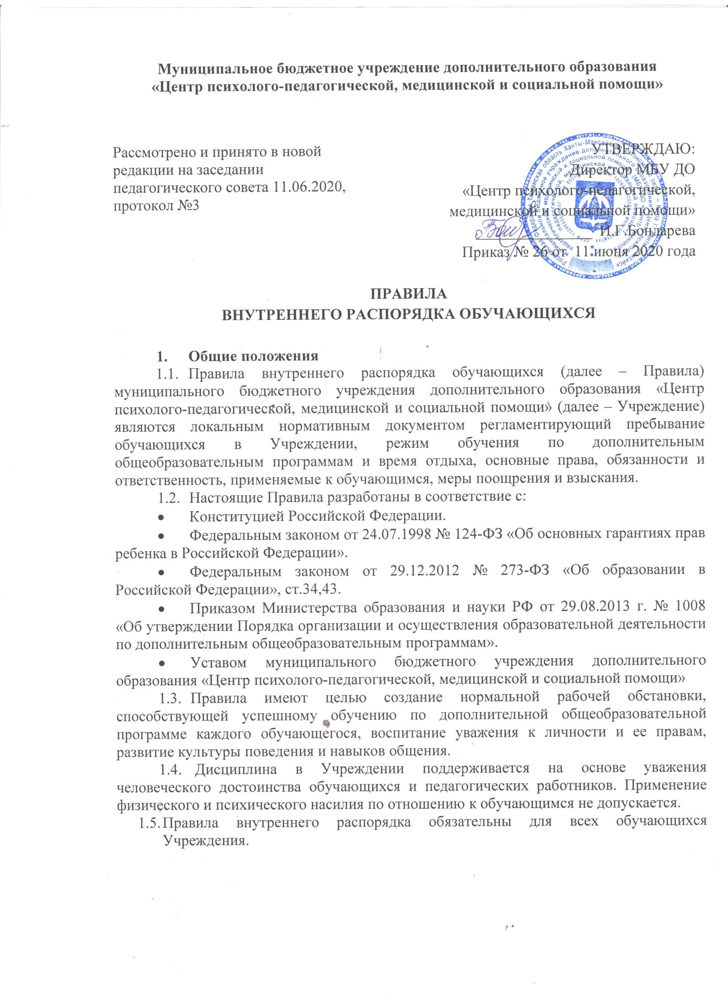 Муниципальное бюджетное учреждение дополнительного образования
«Центр психолого-педагогической, медицинской и социальной помощи»
Рассмотрено и принято в новой
редакции на заседании
педагогического совета 11.06.2020,
протокол №3
УТВЕРЖДАЮ:
Директор МБУ ДО
«Центр психолого-педагогической,
медицинской и социальной помощи»
И.Г.Бондарева
Приказ № 26 от 11 июня 2020 года
ПРАВИЛА
ВНУТРЕННЕГО РАСПОРЯДКА ОБУЧАЮЩИХСЯ
1. Общие положения
1.1. Правила внутреннего распорядка обучающихся (далее – Правила)
муниципального бюджетного учреждения дополнительного образования «Центр
психолого-педагогической, медицинской и социальной помощи» (далее – Учреждение)
являются локальным нормативным документом регламентирующий пребывание
обучающихся в Учреждении, режим обучения по дополнительным
общеобразовательным программам и время отдыха, основные права, обязанности и
ответственность, применяемые к обучающимся, меры поощрения и взыскания.
1.2. Настоящие Правила разработаны в соответствие с:
• Конституцией Российской Федерации.
• Федеральным законом от 24.07.1998 № 124-ФЗ «Об основных гарантиях прав
ребенка в Российской Федерации».
• Федеральным законом от 29.12.2012 № 273-ФЗ «Об образовании в
Российской Федерации», ст.34,43.
• Приказом Министерства образования и науки РФ от 29.08.2013 г. № 1008
«Об утверждении Порядка организации и осуществления образовательной деятельности
по дополнительным общеобразовательным программам».
• Уставом муниципального бюджетного учреждения дополнительного
образования «Центр психолого-педагогической, медицинской и социальной помощи»
1.3. Правила имеют целью создание нормальной рабочей обстановки,
способствующей успешному обучению по дополнительной общеобразовательной
программе каждого обучающегося, воспитание уважения к личности и ее правам,
развитие культуры поведения и навыков общения.
1.4. Дисциплина в Учреждении поддерживается на основе уважения
человеческого достоинства обучающихся и педагогических работников. Применение
физического и психического насилия по отношению к обучающимся не допускается.
1.5. Правила внутреннего распорядка обязательны для всех обучающихся
Учреждения.